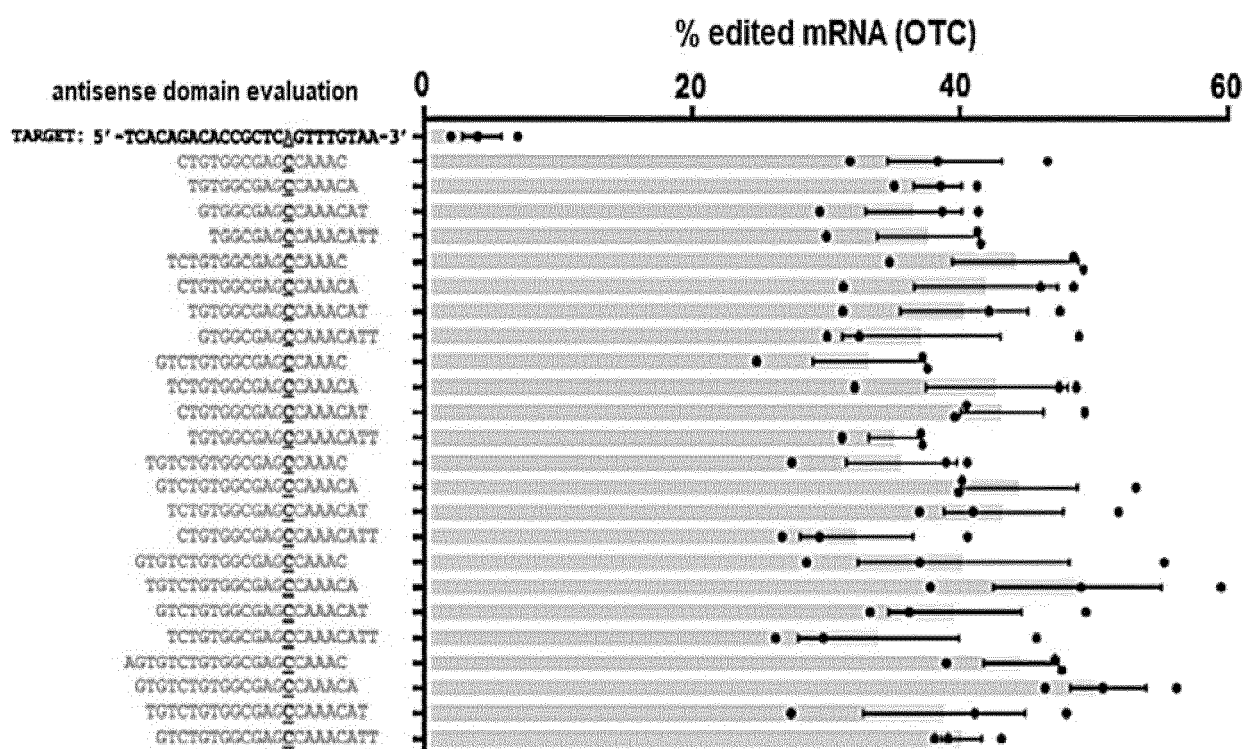 % edited mRNA (OTC)
antisense domain evaluation
0 20 40 60
TARGET: 5'-TCACAGACACCGCTCAGTTTGTAA-3'
CTGTGGCGAGCCAAAC
TGTGGCGAGCCAAACA
GTGGCGAGCCAAACAT
TGGCGAGCCAAACATT
TCTGTGGCGAGCCAAAC
CTGTGGCGAGCCAAACA
TGTGGCGAGCCAAACAT
GTGGCGAGCCAAACATT
GTCTGTGGCGAGCCAAAC
TCTGTGGCGAGCCAAACA
CTGTGGCGAGCCAAACAT
TGTGGCGAGCCAAACATT
TGTCTGTGGCGAGCCAAAC
GTCTGTGGCGAGCCAAACA
TCTGTGGCGAGCCAAACAT
CTGTGGCGAGCCAAACATT
GTGTCTGTGGCGAGCCAAAC
TGTCTGTGGCGAGCCAAACA
GTCTGTGGCGAGCCAAACAT
TCTGTGGCGAGCCAAACATT
AGTGTCTGTGGCGAGCCAAAC
GTGTCTGTGGCGAGCCAAACA
TGTCTGTGGCGAGCCAAACAT
GTCTGTGGCGAGCCAAACATT